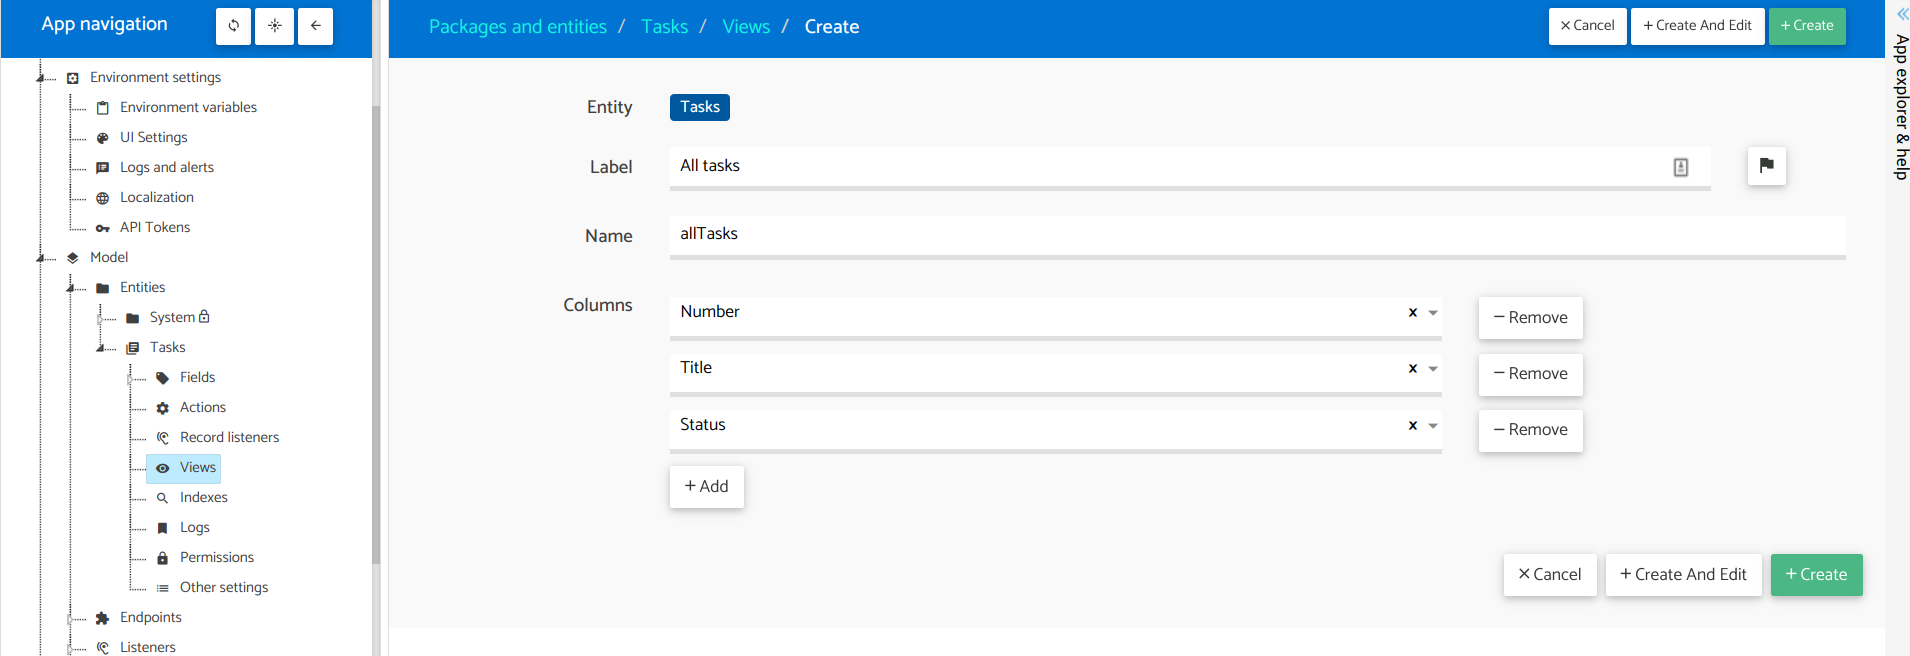 App navigation
Packages and entities / Tasks / Views / Create
Cancel
+ Create And Edit
+ Create
App explorer & help
Environment settings
Environment variables
UI Settings
Logs and alerts
Localization
API Tokens
Model
Entities
System
Tasks
Fields
Actions
Record listeners
Views
Indexes
Logs
Permissions
Other settings
Endpoints
Listeners
Entity Tasks
Label All tasks
Name allTasks
Columns Number x − Remove
Title x − Remove
Status x − Remove
+ Add
Cancel
+ Create And Edit
+ Create